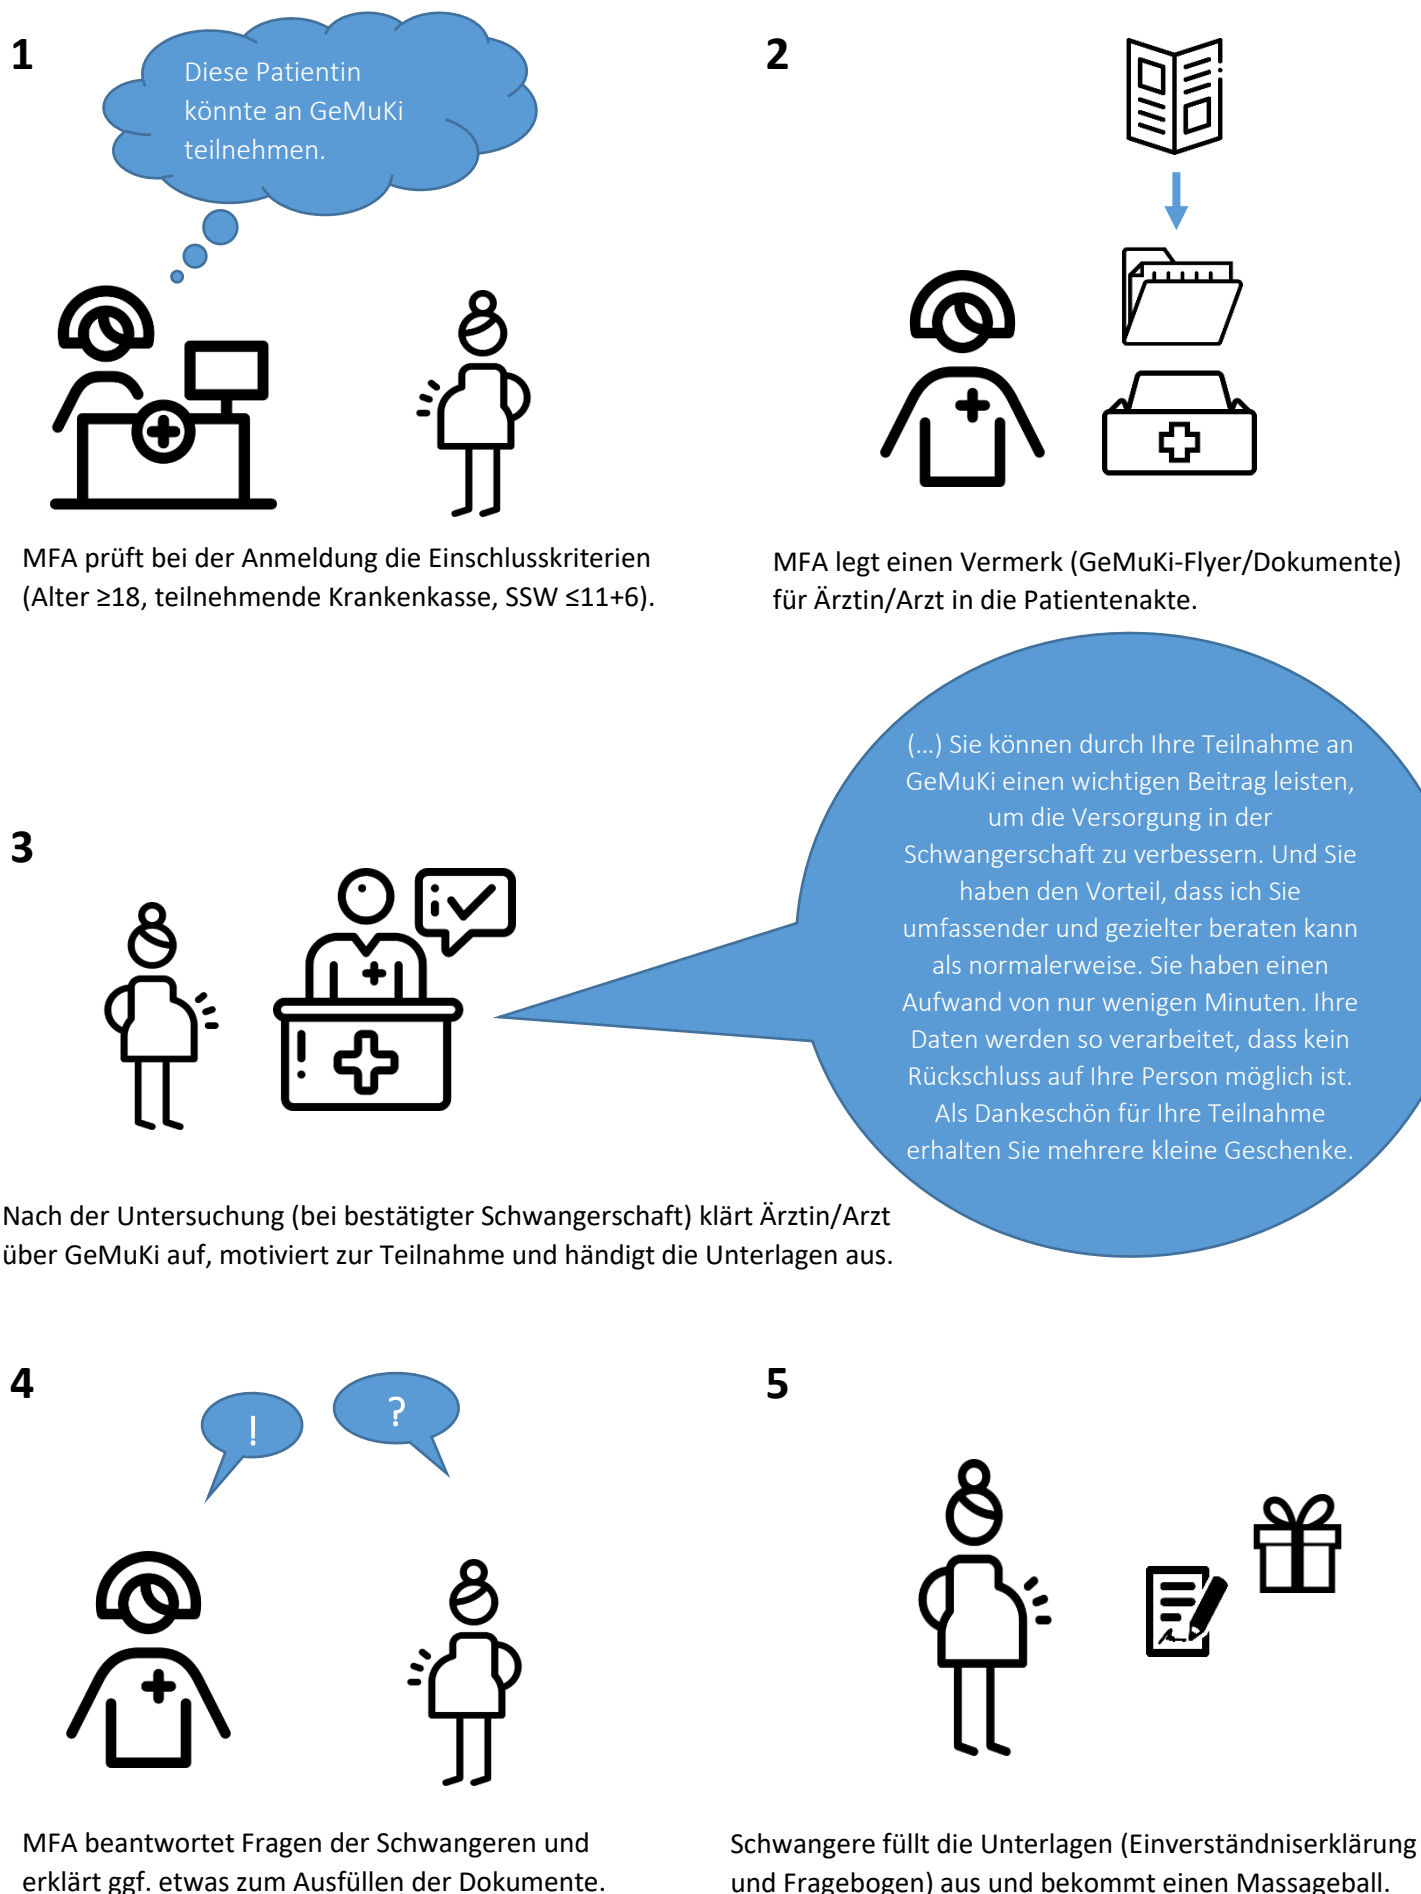 1
Diese Patientin
könnte an GeMuKi
teilnehmen.
MFA prüft bei der Anmeldung die Einschlusskriterien
(Alter ≥18, teilnehmende Krankenkasse, SSW ≤11+6).
2
MFA legt einen Vermerk (GeMuKi-Flyer/Dokumente)
für Ärztin/Arzt in die Patientenakte.
3
(...) Sie können durch Ihre Teilnahme an
GeMuKi einen wichtigen Beitrag leisten,
um die Versorgung in der
Schwangerschaft zu verbessern. Und Sie
haben den Vorteil, dass ich Sie
umfassender und gezielter beraten kann
als normalerweise. Sie haben einen
Aufwand von nur wenigen Minuten. Ihre
Daten werden so verarbeitet, dass kein
Rückschluss auf Ihre Person möglich ist.
Als Dankeschön für Ihre Teilnahme
erhalten Sie mehrere kleine Geschenke.
Nach der Untersuchung (bei bestätigter Schwangerschaft) klärt Ärztin/Arzt
über GeMuKi auf, motiviert zur Teilnahme und händigt die Unterlagen aus.
4
!
?
MFA beantwortet Fragen der Schwangeren und
erklärt ggf. etwas zum Ausfüllen der Dokumente.
5
Schwangere füllt die Unterlagen (Einverständniserklärung
und Fragebogen) aus und bekommt einen Massageball.